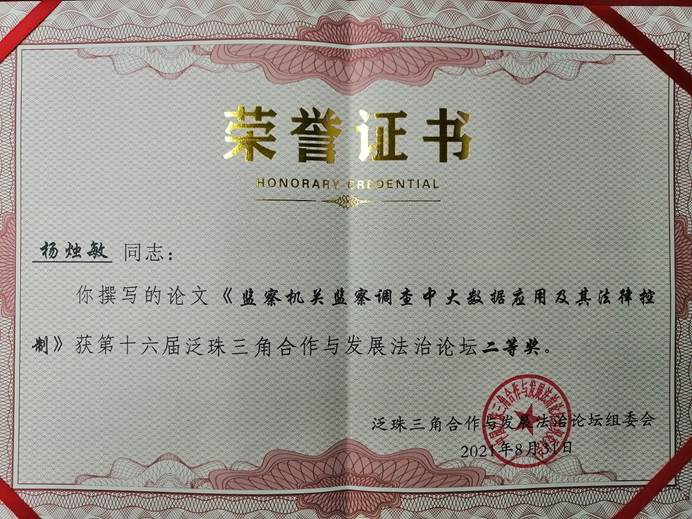 荣誉证书
HONORARY CREDENTIAL
杨烛敏 同志：
你撰写的论文《监察机关监察调查中大数据应用及其法律控
制》获第十六届泛珠三角合作与发展法治论坛二等奖。
泛珠三角合作与发展法治论坛组委会
2021年8月31日